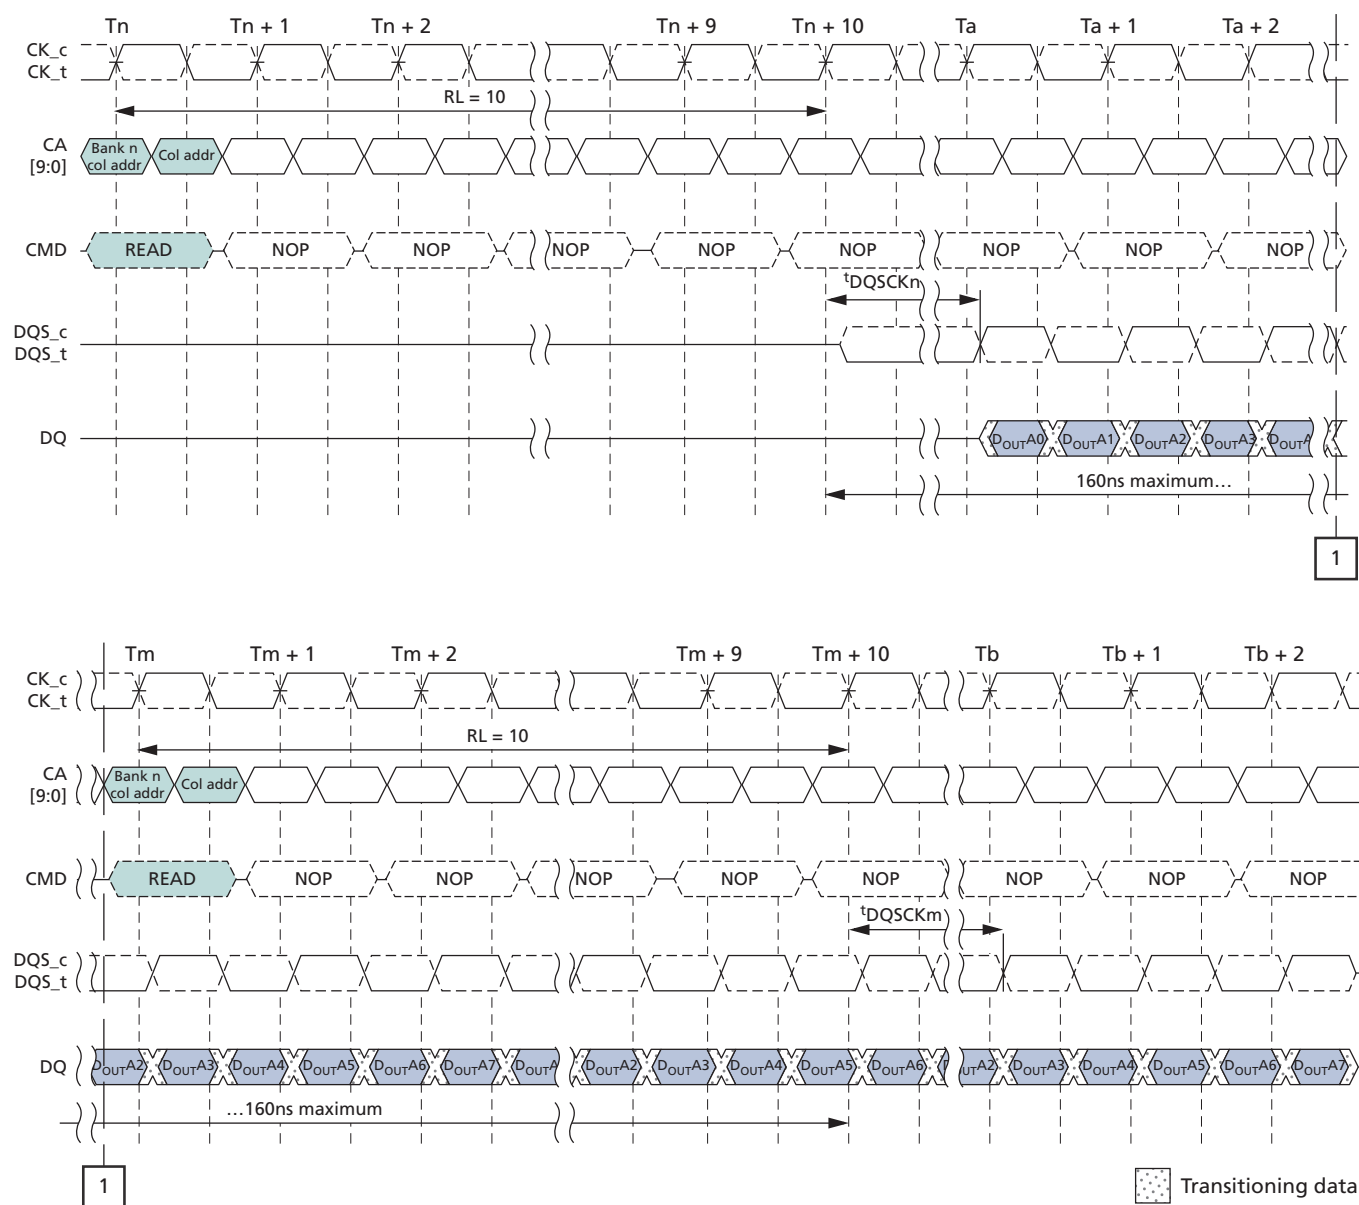 Tn Tn + 1 Tn + 2 Tn + 9 Tn + 10 Ta Ta + 1 Ta + 2
CK_c
CK_t
RL = 10
CA
[9:0]
Bank n
col addr
Col addr
CMD READ NOP NOP NOP NOP NOP NOP NOP NOP
tDQSCKn
DQS_c
DQS_t
DQ DOUTA0 DOUTA1 DOUTA2 DOUTA3 DOUTA
160ns maximum…
1
Tm Tm + 1 Tm + 2 Tm + 9 Tm + 10 Tb Tb + 1 Tb + 2
CK_c
CK_t
RL = 10
CA
[9:0]
Bank n
col addr
Col addr
CMD READ NOP NOP NOP NOP NOP NOP NOP NOP
tDQSCKm
DQS_c
DQS_t
DQ DOUTA2 DOUTA3 DOUTA4 DOUTA5 DOUTA6 DOUTA7 DOUTA DOUTA2 DOUTA3 DOUTA4 DOUTA5 DOUTA6 UTA2 DOUTA3 DOUTA4 DOUTA5 DOUTA6 DOUTA7
…160ns maximum
1
Transitioning data